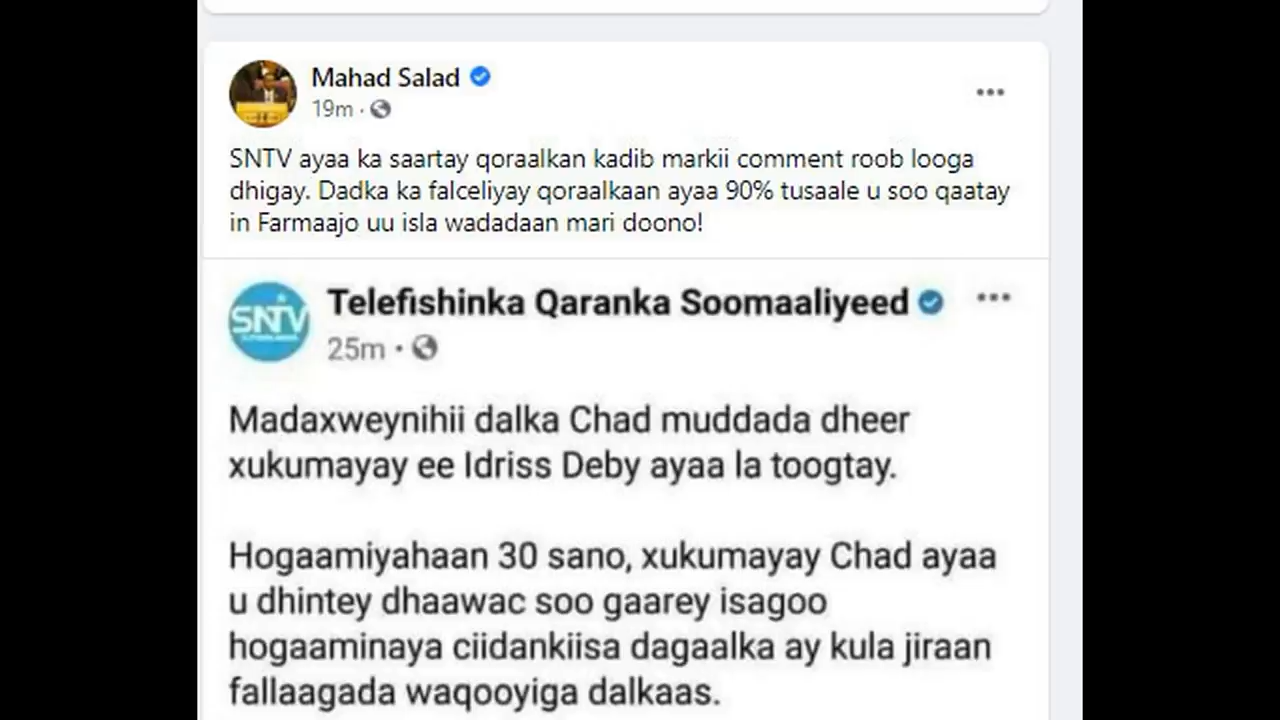 Mahad Salad
19m ·
SNTV ayaa ka saartay qoraalkan kadib markii comment roob looga
dhigay. Dadka ka falceliyay qoraalkaan ayaa 90% tusaale u soo qaatay
in Farmaajo uu isla wadadaan mari doono!
SNTV
Telefishinka Qaranka Soomaaliyeed
25m ·
Madaxweynihii dalka Chad muddada dheer
xukumayay ee Idriss Deby ayaa la toogtay.
Hogaamiyahaan 30 sano, xukumayay Chad ayaa
u dhintey dhaawac soo gaarey isagoo
hogaaminaya ciidankiisa dagaalka ay kula jiraan
fallaagada waqooyiga dalkaas.